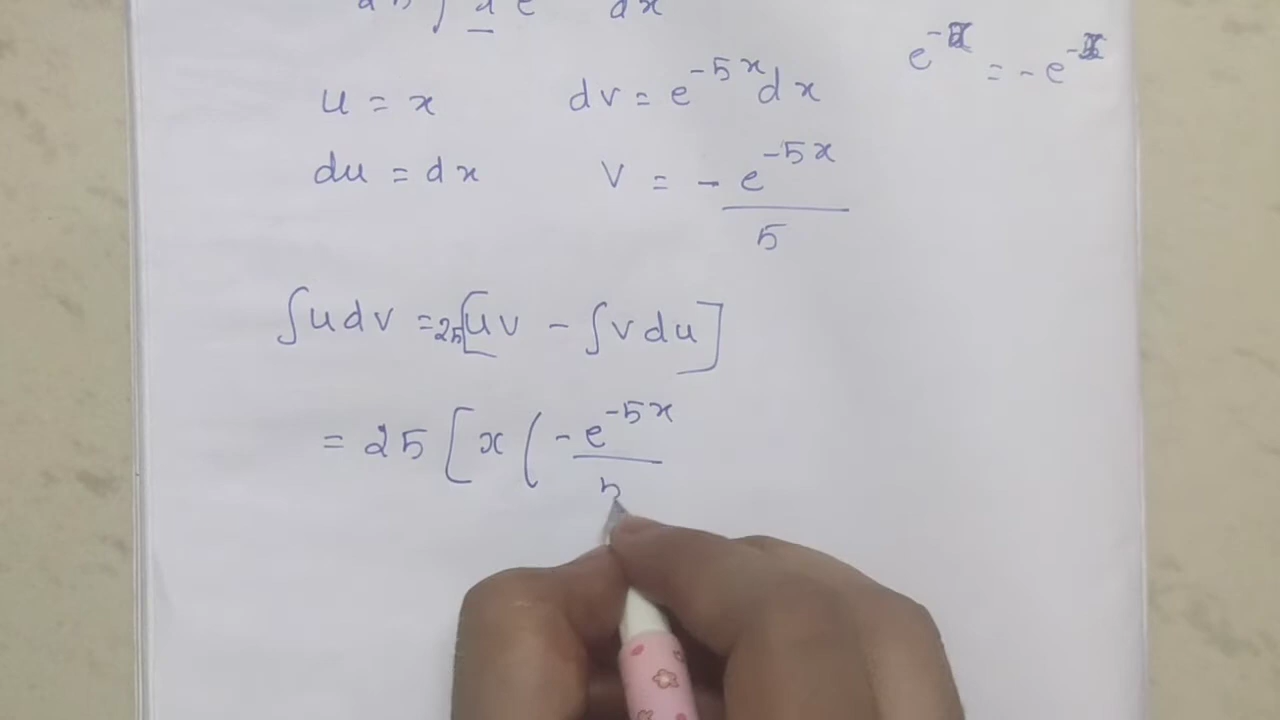 e^-x = -e^-x
u = x    dv = e^-5x dx
du = dx    v = - e^-5x / 5
∫u dv = 25[uv - ∫v du]
= 25 [ x ( - e^-5x / 5